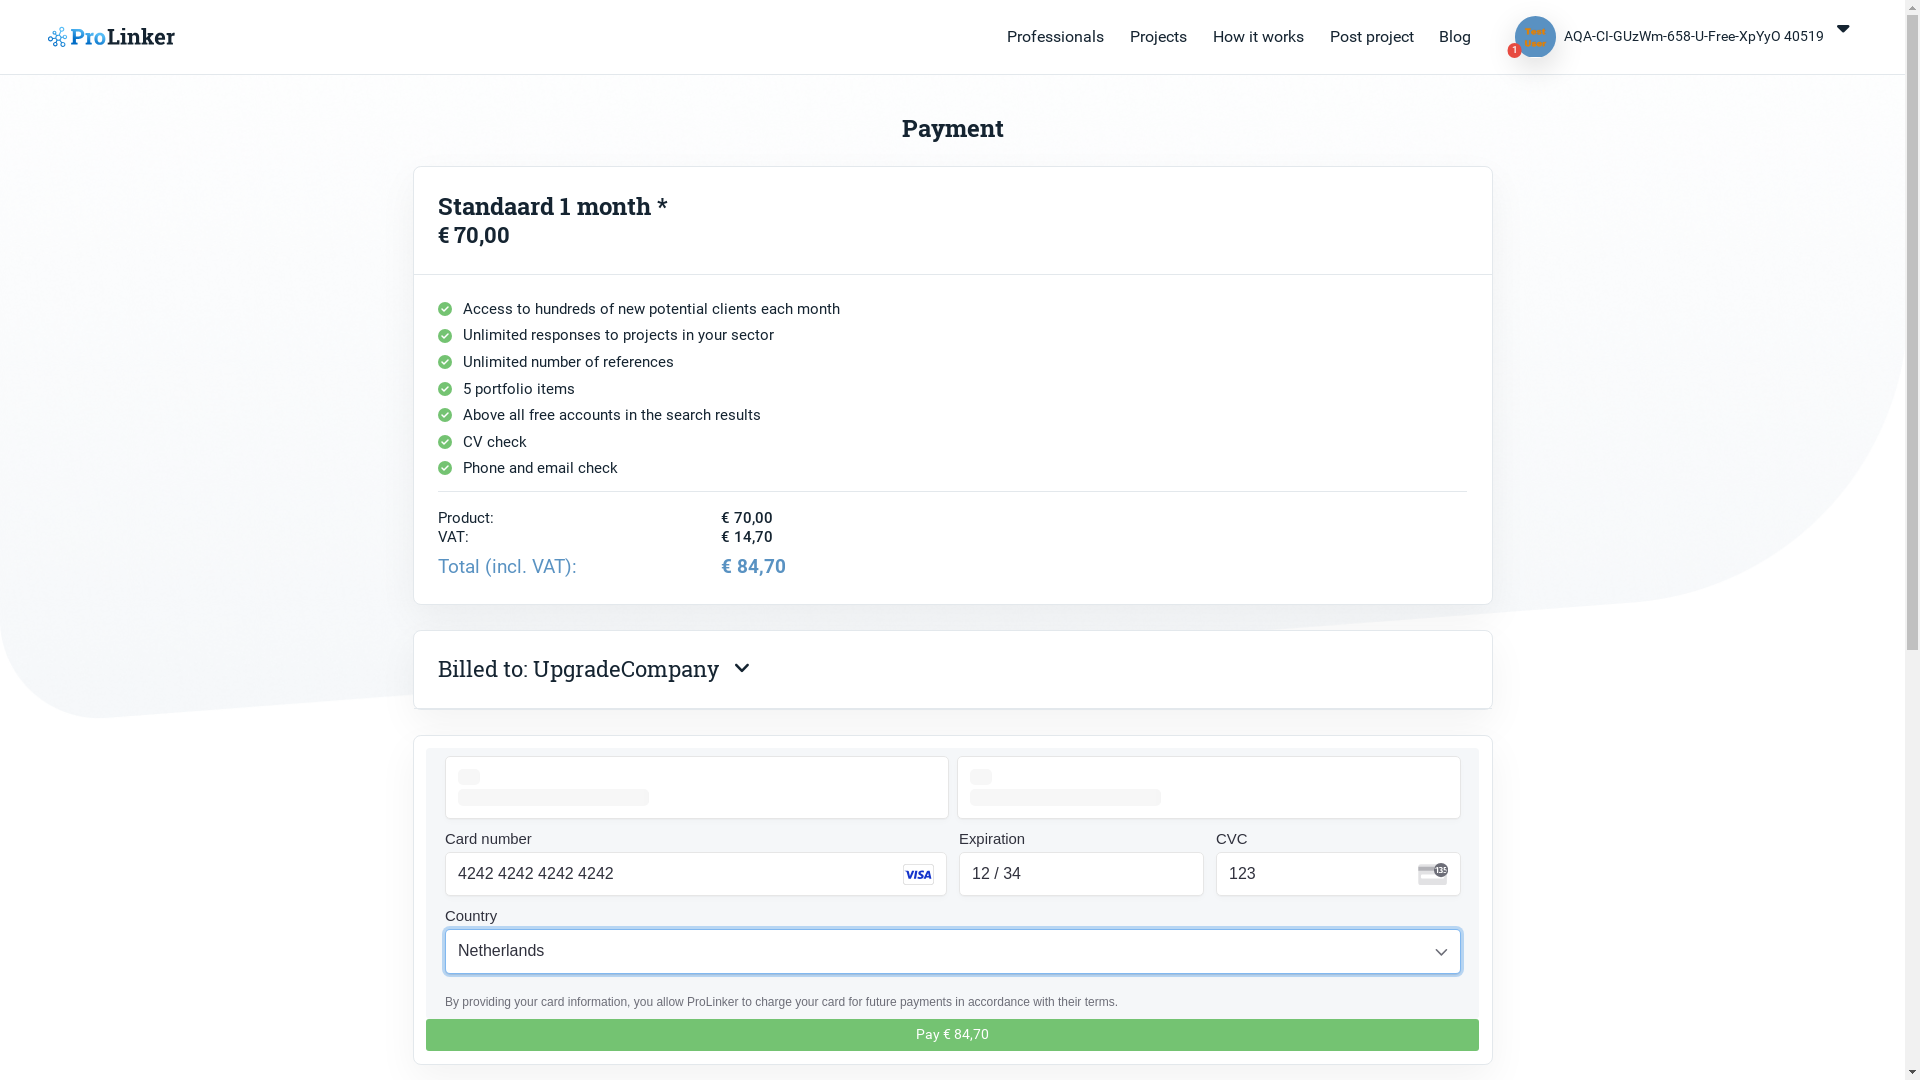 ProLinker
Professionals
Projects
How it works
Post project
Blog
Test
User
1
AQA-CI-GUzWm-658-U-Free-XpYyO 40519
Payment
Standaard 1 month *
€ 70,00
Access to hundreds of new potential clients each month
Unlimited responses to projects in your sector
Unlimited number of references
5 portfolio items
Above all free accounts in the search results
CV check
Phone and email check
Product: € 70,00
VAT: € 14,70
Total (incl. VAT): € 84,70
Billed to: UpgradeCompany
Card number
Expiration
CVC
4242 4242 4242 4242
VISA
12 / 34
123
135
Country
Netherlands
By providing your card information, you allow ProLinker to charge your card for future payments in accordance with their terms.
Pay € 84,70